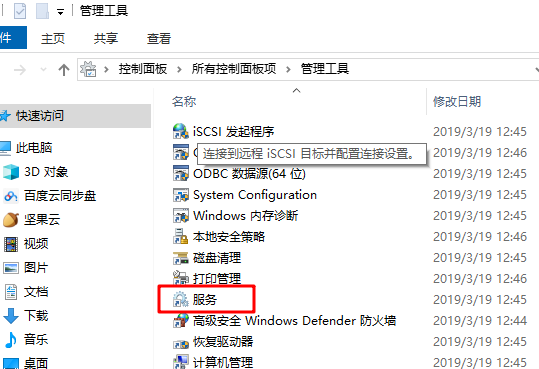 管理工具
件 主页 共享 查看
控制面板 所有控制面板项 管理工具
名称 修改日期
快速访问
此电脑
3D 对象
百度云同步盘
坚果云
视频
图片
文档
下载
音乐
桌面
iSCSI 发起程序 2019/3/19 12:45
连接到远程 iSCSI 目标并配置连接设置。
2019/3/19 12:46
ODBC 数据源(64 位) 2019/3/19 12:45
System Configuration 2019/3/19 12:45
Windows 内存诊断 2019/3/19 12:45
本地安全策略 2019/3/19 12:46
磁盘清理 2019/3/19 12:45
打印管理 2019/3/19 12:46
服务 2019/3/19 12:45
高级安全 Windows Defender 防火墙 2019/3/19 12:44
恢复驱动器 2019/3/19 12:45
计算机管理 2019/3/19 12:45